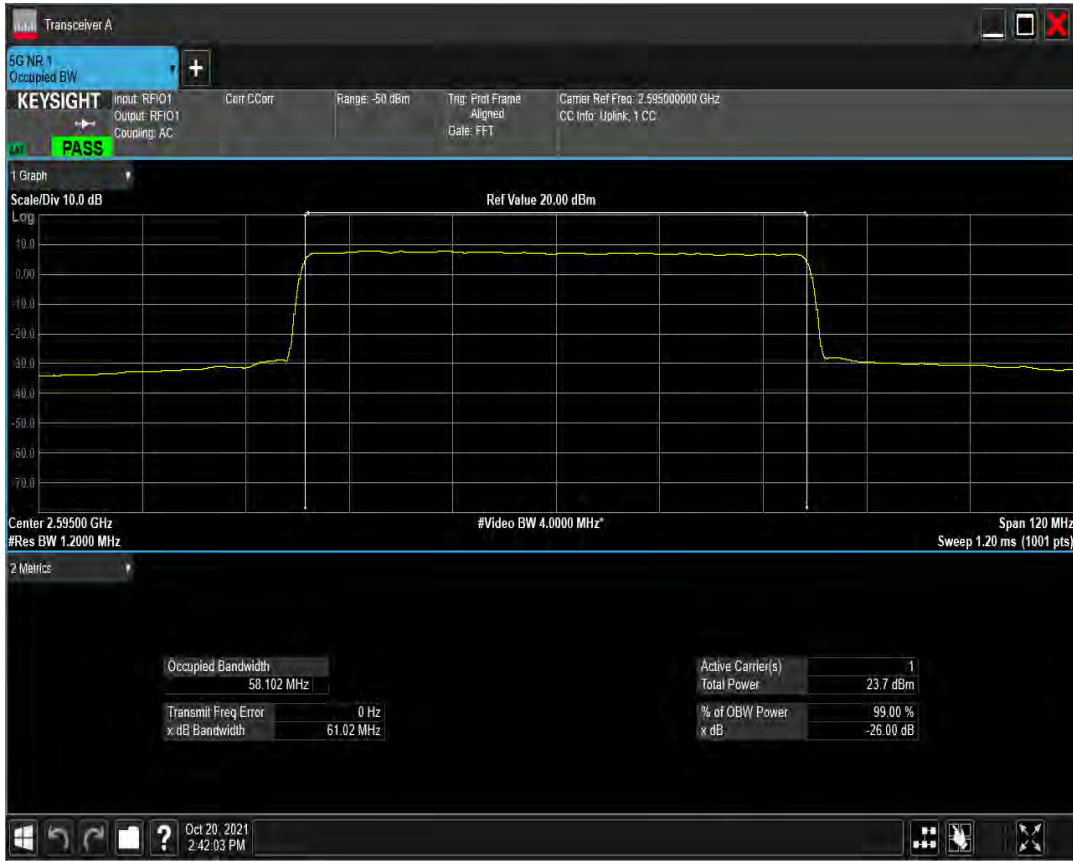 Transceiver A
5G NR 1
Occupied BW
+
KEYSIGHT
Input: RFIO1
Output: RFIO1
Coupling: AC
Corr CCorr
Range: -50 dBm
Trig: Prot Frame
Aligned
Gate: FFT
Carrier Ref Freq: 2.595000000 GHz
CC Info: Uplink, 1 CC
PASS
1 Graph
Scale/Div 10.0 dB
Ref Value 20.00 dBm
Log
10.0
0.00
-10.0
-20.0
-30.0
-40.0
-50.0
-60.0
-70.0
Center 2.59500 GHz
#Video BW 4.0000 MHz*
Span 120 MHz
#Res BW 1.2000 MHz
Sweep 1.20 ms (1001 pts)
2 Metrics
Occupied Bandwidth
58.102 MHz
Transmit Freq Error 0 Hz
x dB Bandwidth 61.02 MHz
Active Carrier(s) 1
Total Power 23.7 dBm
% of OBW Power 99.00 %
x dB -26.00 dB
?
Oct 20, 2021
2:42:03 PM